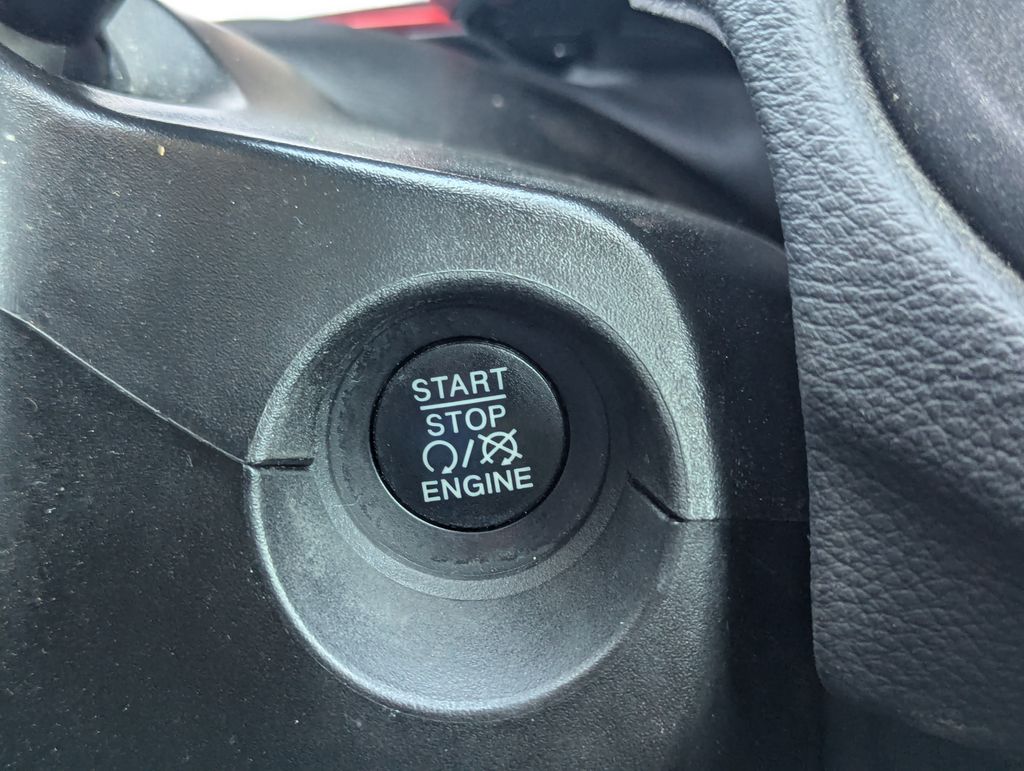 START
STOP
/
ENGINE